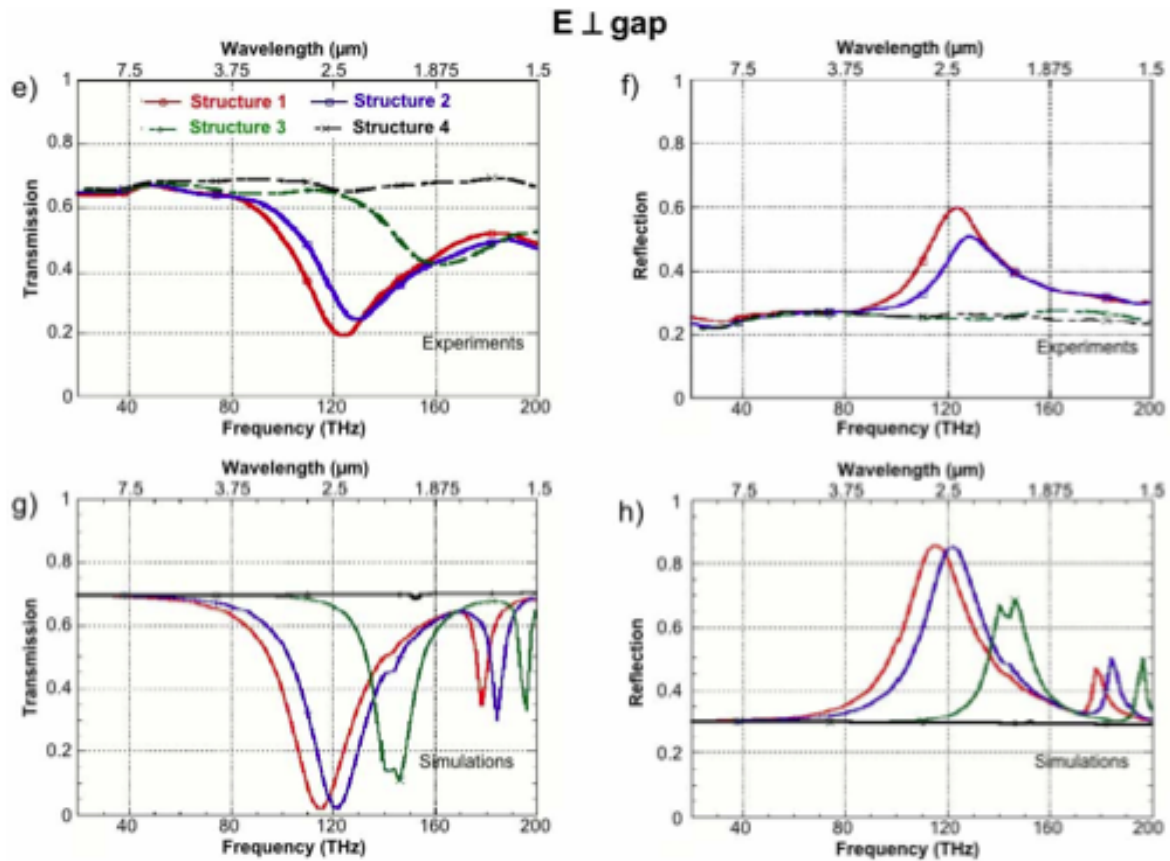 E ⊥ gap
Wavelength (μm)
7.5 3.75 2.5 1.875 1.5
e)
1
0.8
0.6
0.4
0.2
0
Structure 1 Structure 2
Structure 3 Structure 4
Transmission
Experiments
40 80 120 160 200
Frequency (THz)
Wavelength (μm)
7.5 3.75 2.5 1.875 1.5
f)
1
0.8
0.6
0.4
0.2
0
Reflection
Experiments
40 80 120 160 200
Frequency (THz)
Wavelength (μm)
7.5 3.75 2.5 1.875 1.5
g)
1
0.8
0.6
0.4
0.2
0
Transmission
Simulations
40 80 120 160 200
Frequency (THz)
Wavelength (μm)
7.5 3.75 2.5 1.875 1.5
h)
1
0.8
0.6
0.4
0.2
0
Reflection
Simulations
40 80 120 160 200
Frequency (THz)